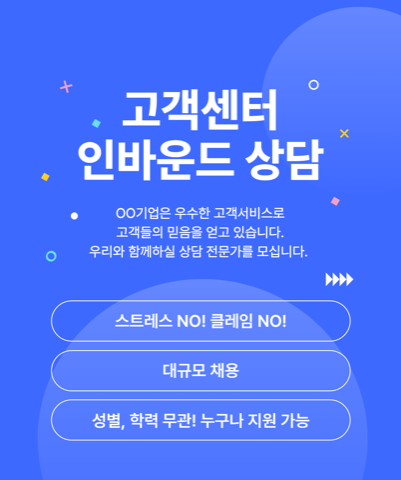 고객센터
인바운드 상담
OO기업은 우수한 고객서비스로
고객들의 믿음을 얻고 있습니다.
우리와 함께하실 상담 전문가를 모십니다.
스트레스 NO! 클레임 NO!
대규모 채용
성별, 학력 무관! 누구나 지원 가능